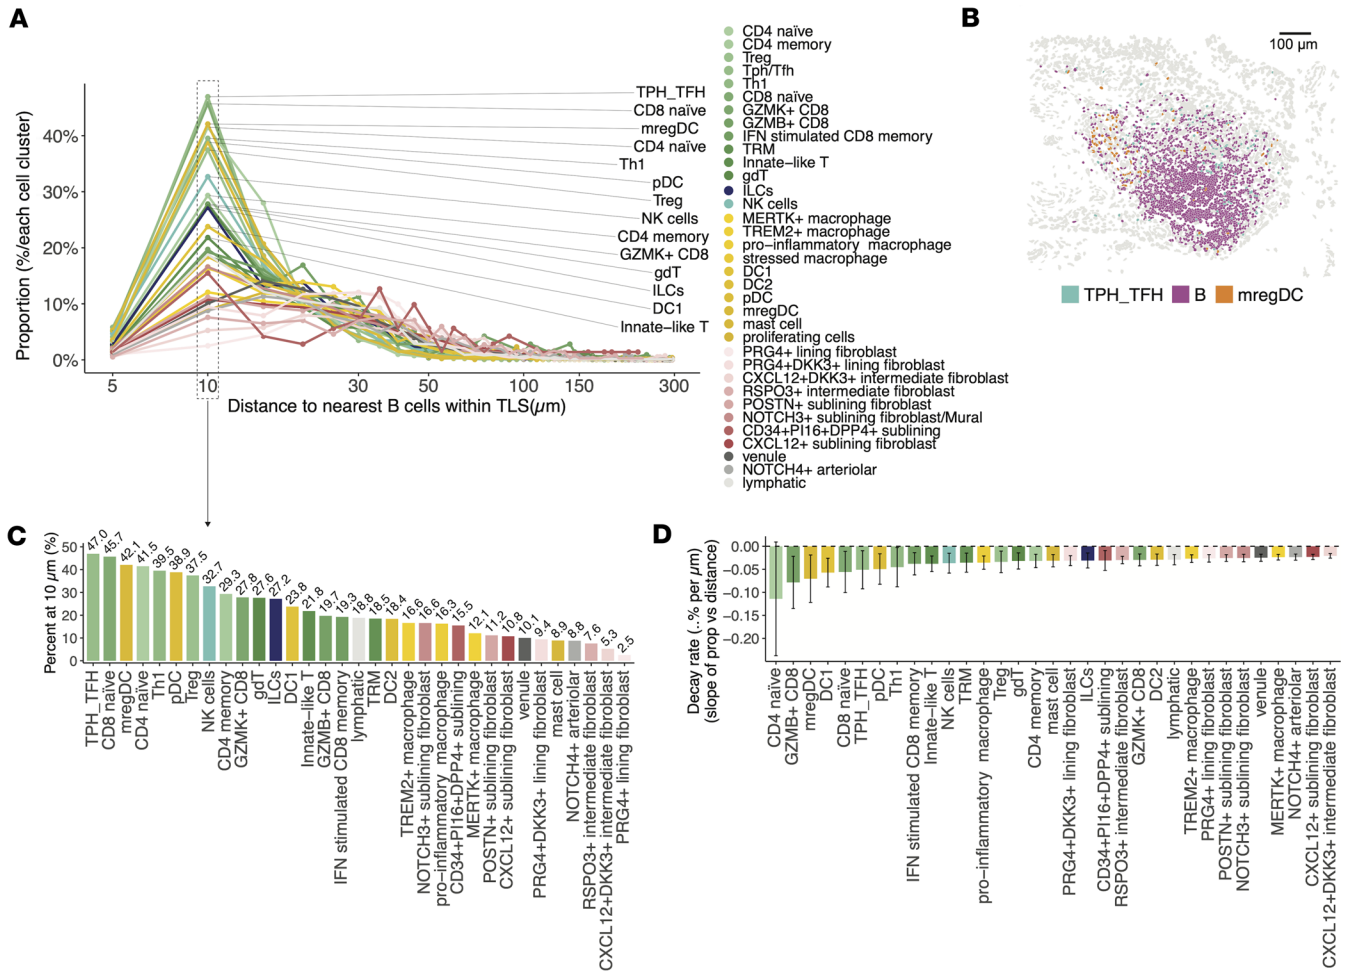 A
Proportion (%/each cell cluster)
40%
30%
20%
10%
0%
5
10
30
50
100
150
300
Distance to nearest B cells within TLS(µm)
TPH_TFH
CD8 naïve
mregDC
CD4 naïve
Th1
pDC
Treg
NK cells
CD4 memory
GZMK+ CD8
gdT
ILCs
DC1
Innate–like T
CD4 naïve
CD4 memory
Treg
Tph/Tfh
Th1
CD8 naïve
GZMK+ CD8
GZMB+ CD8
IFN stimulated CD8 memory
TRM
Innate–like T
gdT
ILCs
NK cells
MERTK+ macrophage
TREM2+ macrophage
pro–inflammatory macrophage
stressed macrophage
DC1
DC2
pDC
mregDC
mast cell
proliferating cells
PRG4+ lining fibroblast
PRG4+DKK3+ lining fibroblast
CXCL12+DKK3+ intermediate fibroblast
RSPO3+ intermediate fibroblast
POSTN+ sublining fibroblast
NOTCH3+ sublining fibroblast/Mural
CD34+PI16+DPP4+ sublining
CXCL12+ sublining fibroblast
venule
NOTCH4+ arteriolar
lymphatic
B
100 µm
TPH_TFH B mregDC
C
Percent at 10 µm (%)
50
40
30
20
10
0
47.0
45.7
42.1
41.5
39.5
38.9
37.5
32.7
29.3
27.8
27.6
27.2
23.8
21.8
19.7
19.3
18.8
18.5
18.4
16.6
16.6
16.3
15.5
12.1
11.2
10.8
10.1
9.4
8.9
8.8
7.6
5.3
2.5
TPH_TFH
CD8 naïve
mregDC
CD4 naïve
Th1
pDC
Treg
NK cells
CD4 memory
GZMK+ CD8
gdT
ILCs
DC1
Innate–like T
GZMB+ CD8
IFN stimulated CD8 memory
lymphatic
TRM
DC2
TREM2+ macrophage
NOTCH3+ sublining fibroblast
pro–inflammatory macrophage
CD34+PI16+DPP4+ sublining
MERTK+ macrophage
POSTN+ sublining fibroblast
CXCL12+ sublining fibroblast
venule
PRG4+DKK3+ lining fibroblast
mast cell
NOTCH4+ arteriolar
RSPO3+ intermediate fibroblast
CXCL12+DKK3+ intermediate fibroblast
PRG4+ lining fibroblast
D
Decay rate (..% per µm)
(slope of prop vs distance)
0.00
−0.05
−0.10
−0.15
−0.20
CD4 naïve
GZMB+ CD8
mregDC
DC1
CD8 naïve
TPH_TFH
pDC
Th1
IFN stimulated CD8 memory
Innate–like T
NK cells
TRM
pro–inflammatory macrophage
Treg
gdT
CD4 memory
mast cell
PRG4+DKK3+ lining fibroblast
ILCs
CD34+PI16+DPP4+ sublining
RSPO3+ intermediate fibroblast
GZMK+ CD8
DC2
lymphatic
TREM2+ macrophage
PRG4+ lining fibroblast
POSTN+ sublining fibroblast
NOTCH3+ sublining fibroblast
venule
MERTK+ macrophage
NOTCH4+ arteriolar
CXCL12+ sublining fibroblast
CXCL12+DKK3+ intermediate fibroblast